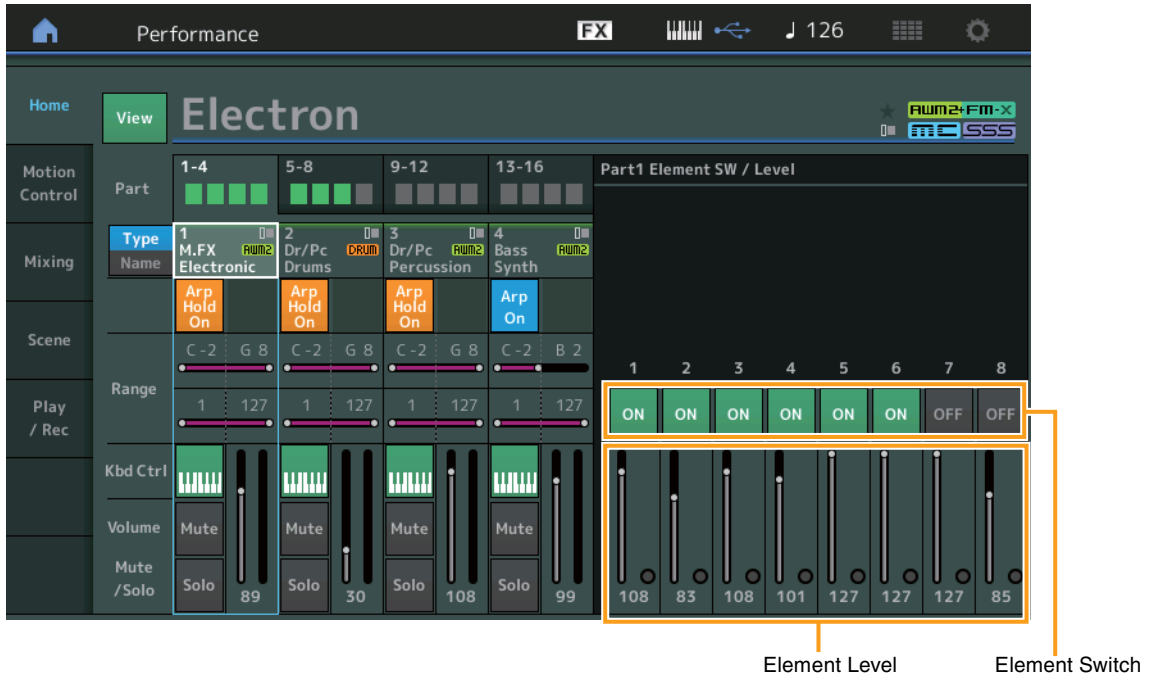 Performance
FX
126
Home
View
Electron
AWM2+FM-X
MC SSS
Motion
Control
Part
1-4
5-8
9-12
13-16
Part1 Element SW / Level
Mixing
Type
Name
1
M.FX AWM2
Electronic
2
Dr/Pc DRUM
Drums
3
Dr/Pc AWM2
Percussion
4
Bass AWM2
Synth
Arp
Hold
On
Arp
Hold
On
Arp
Hold
On
Arp
On
Scene
Play
/ Rec
Range
C -2 G 8 C -2 G 8 C -2 G 8 C -2 B 2
1 127 1 127 1 127 1 127
1 2 3 4 5 6 7 8
ON ON ON ON ON ON OFF OFF
Kbd Ctrl
Volume
Mute Mute Mute Mute
Mute
/Solo
Solo Solo Solo Solo
89 30 108 99
108 83 108 101 127 127 127 85
Element Level
Element Switch